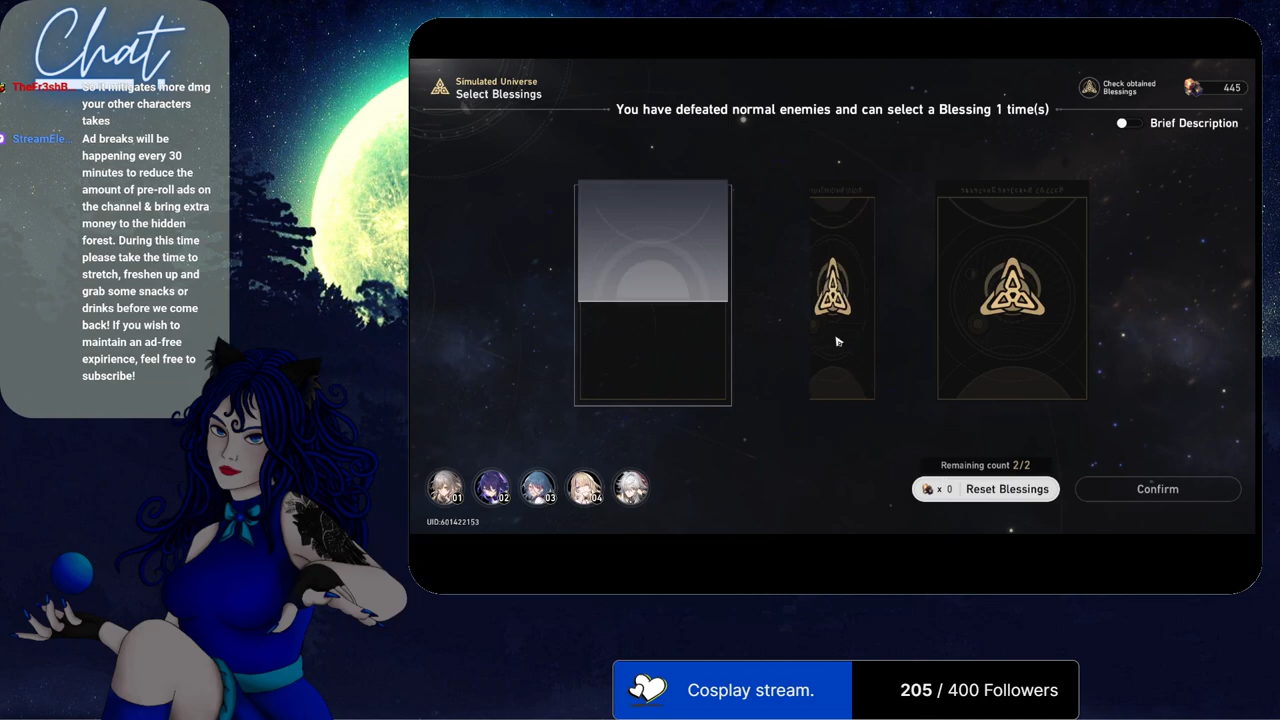 Chat
TheFr3shB...
So it mitigates more dmg
your other characters
takes
StreamEle...
Ad breaks will be
happening every 30
minutes to reduce the
amount of pre-roll ads on
the channel & bring extra
money to the hidden
forest. During this time
please take the time to
stretch, freshen up and
grab some snacks or
drinks before we come
back! If you wish to
maintain an ad-free
expirience, feel free to
subscribe!
Simulated Universe
Select Blessings
Check obtained
Blessings
445
You have defeated normal enemies and can select a Blessing 1 time(s)
Brief Description
01
02
03
04
Remaining count 2/2
x 0
Reset Blessings
Confirm
UID:601422153
Cosplay stream.
205 / 400 Followers